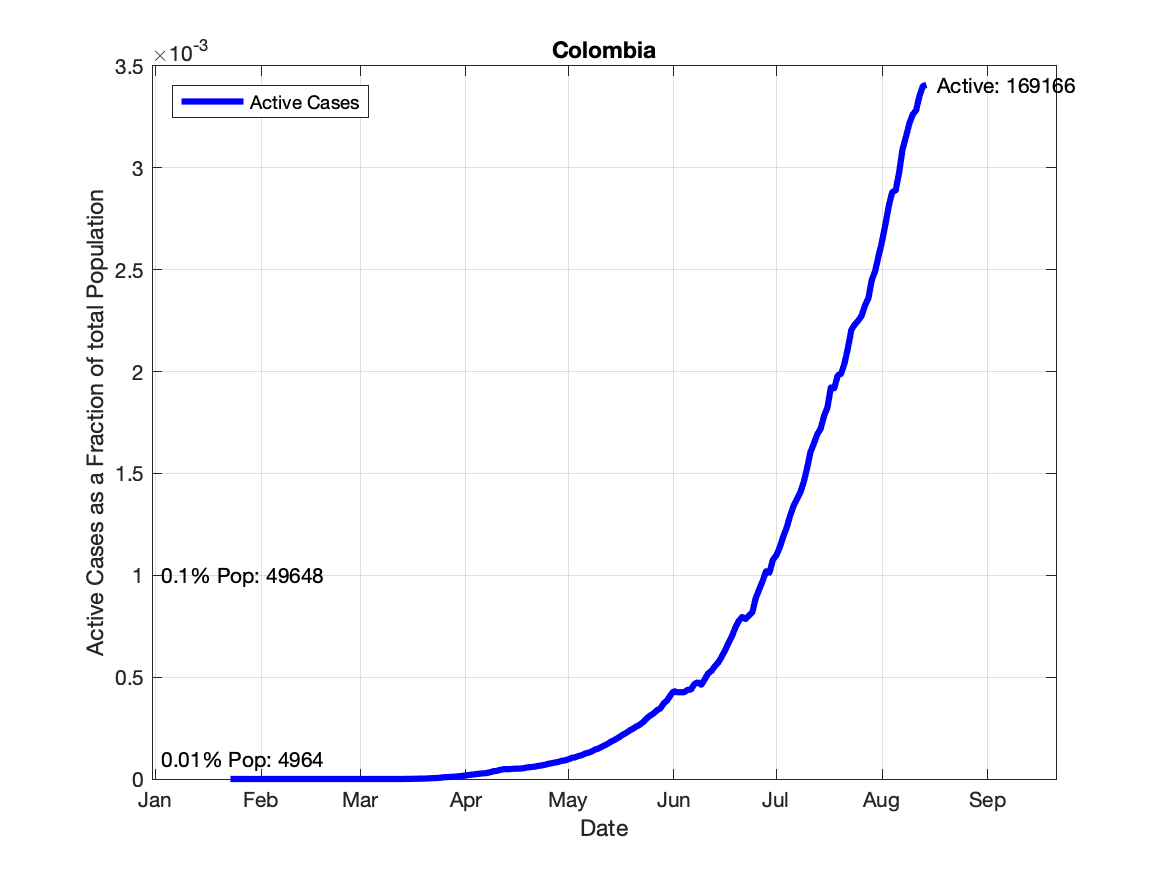 Colombia
×10-3
3.5
Active Cases
Active: 169166
3
2.5
2
1.5
1
0.1% Pop: 49648
0.5
0.01% Pop: 4964
0
Active Cases as a Fraction of total Population
Jan Feb Mar Apr May Jun Jul Aug Sep
Date